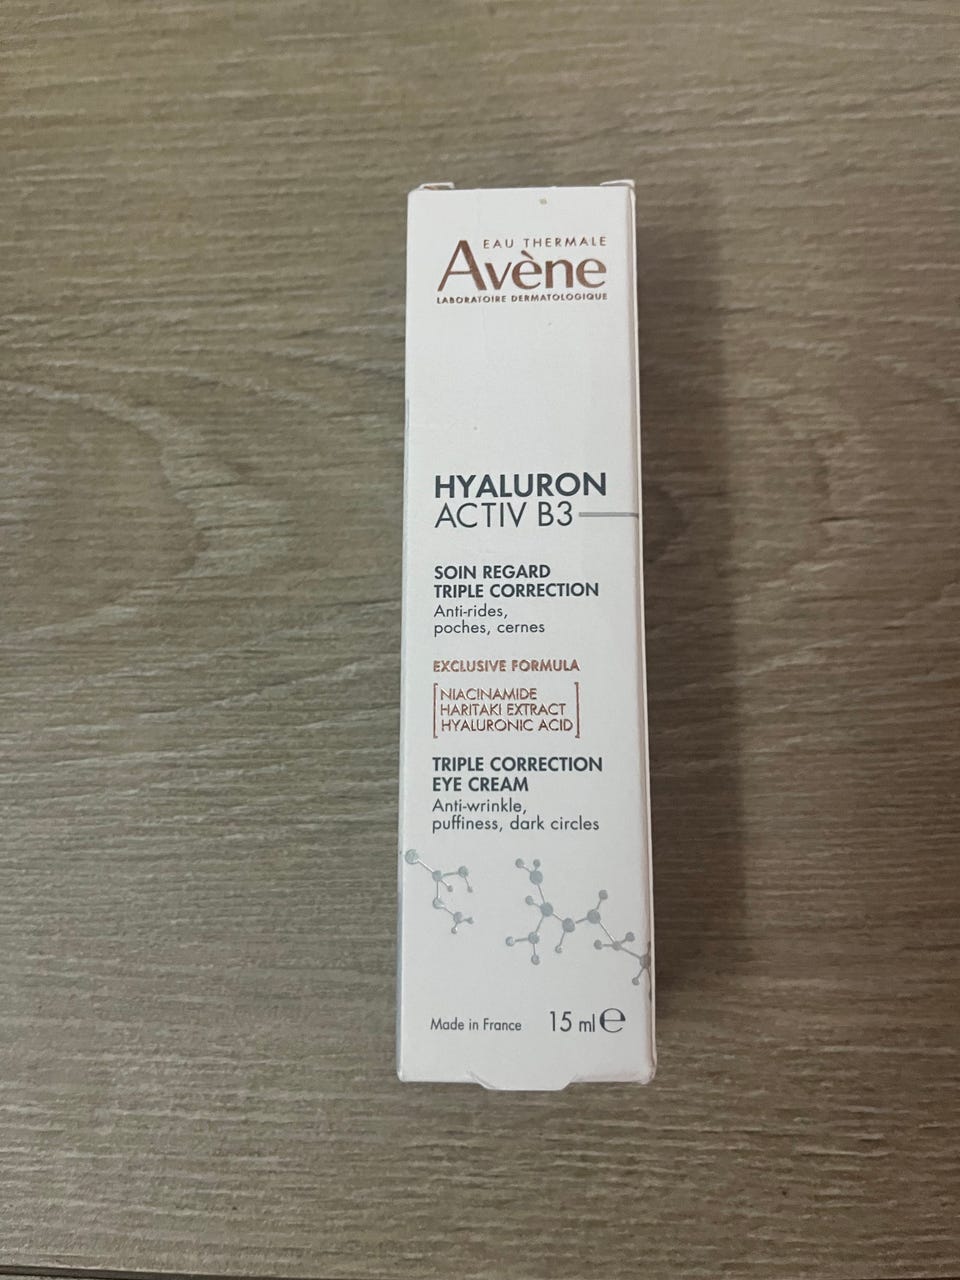 EAU THERMALE
Avène
LABORATOIRE DERMATOLOGIQUE
HYALURON
ACTIV B3
SOIN REGARD
TRIPLE CORRECTION
Anti-rides,
poches, cernes
EXCLUSIVE FORMULA
NIACINAMIDE
HARITAKI EXTRACT
HYALURONIC ACID
TRIPLE CORRECTION
EYE CREAM
Anti-wrinkle,
puffiness, dark circles
Made in France 15 ml ℮